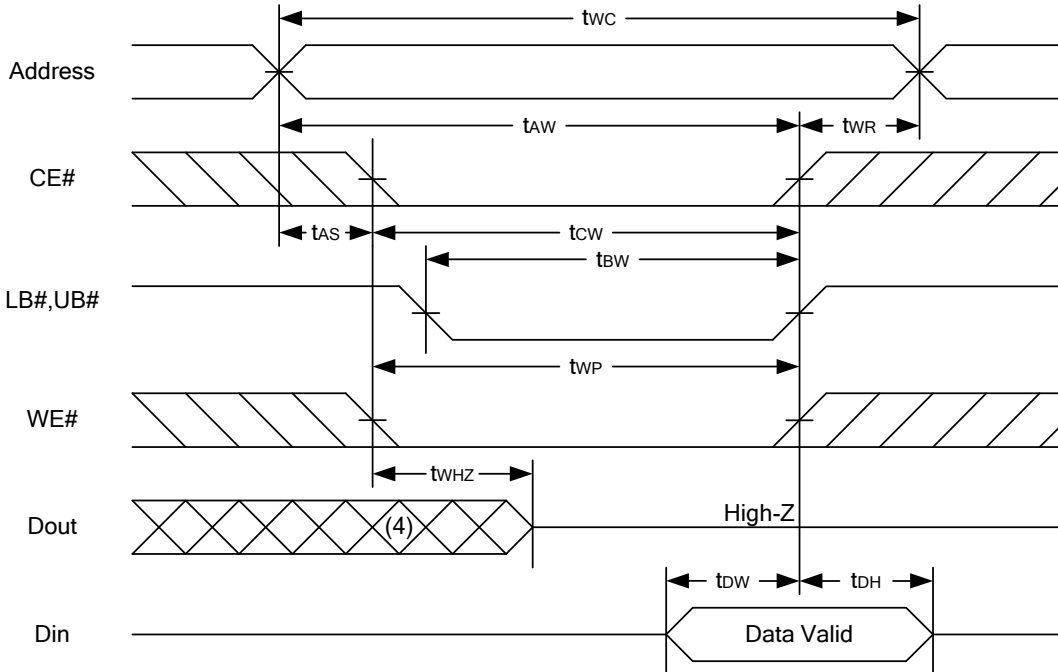 tWC
Address
tAW
tWR
CE#
tAS
tCW
tBW
LB#,UB#
tWP
WE#
tWHZ
Dout
(4)
High-Z
tDW
tDH
Din
Data Valid